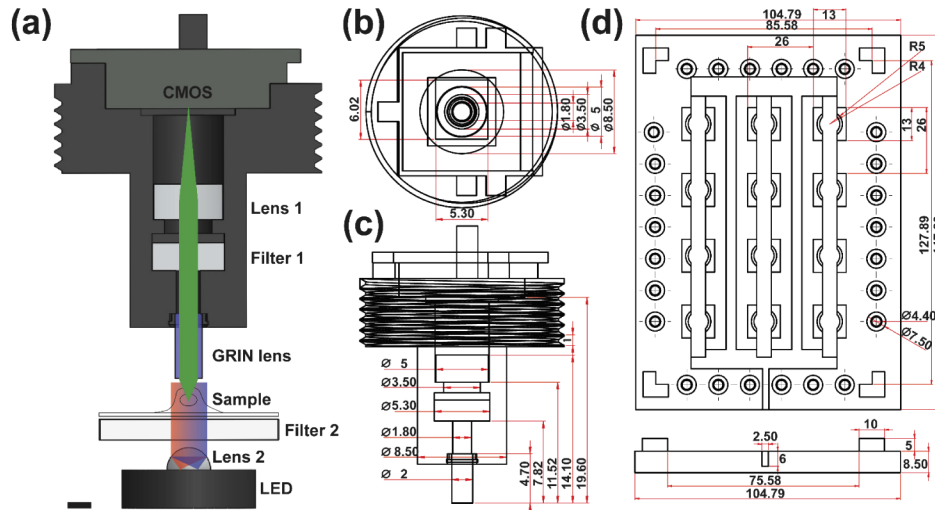 (a)
CMOS
Lens 1
Filter 1
GRIN lens
Sample
Filter 2
Lens 2
LED
(b)
6.02
5.30
Ø1.80
Ø3.50
Ø 5
Ø8.50
(c)
1
Ø 5
Ø3.50
Ø5.30
Ø1.80
Ø8.50
Ø 2
4.70
7.82
11.52
14.10
19.60
(d)
104.79
13
85.58
26
R5
R4
13
26
127.89
Ø4.40
Ø7.50
10
2.50
5
6
8.50
75.58
104.79